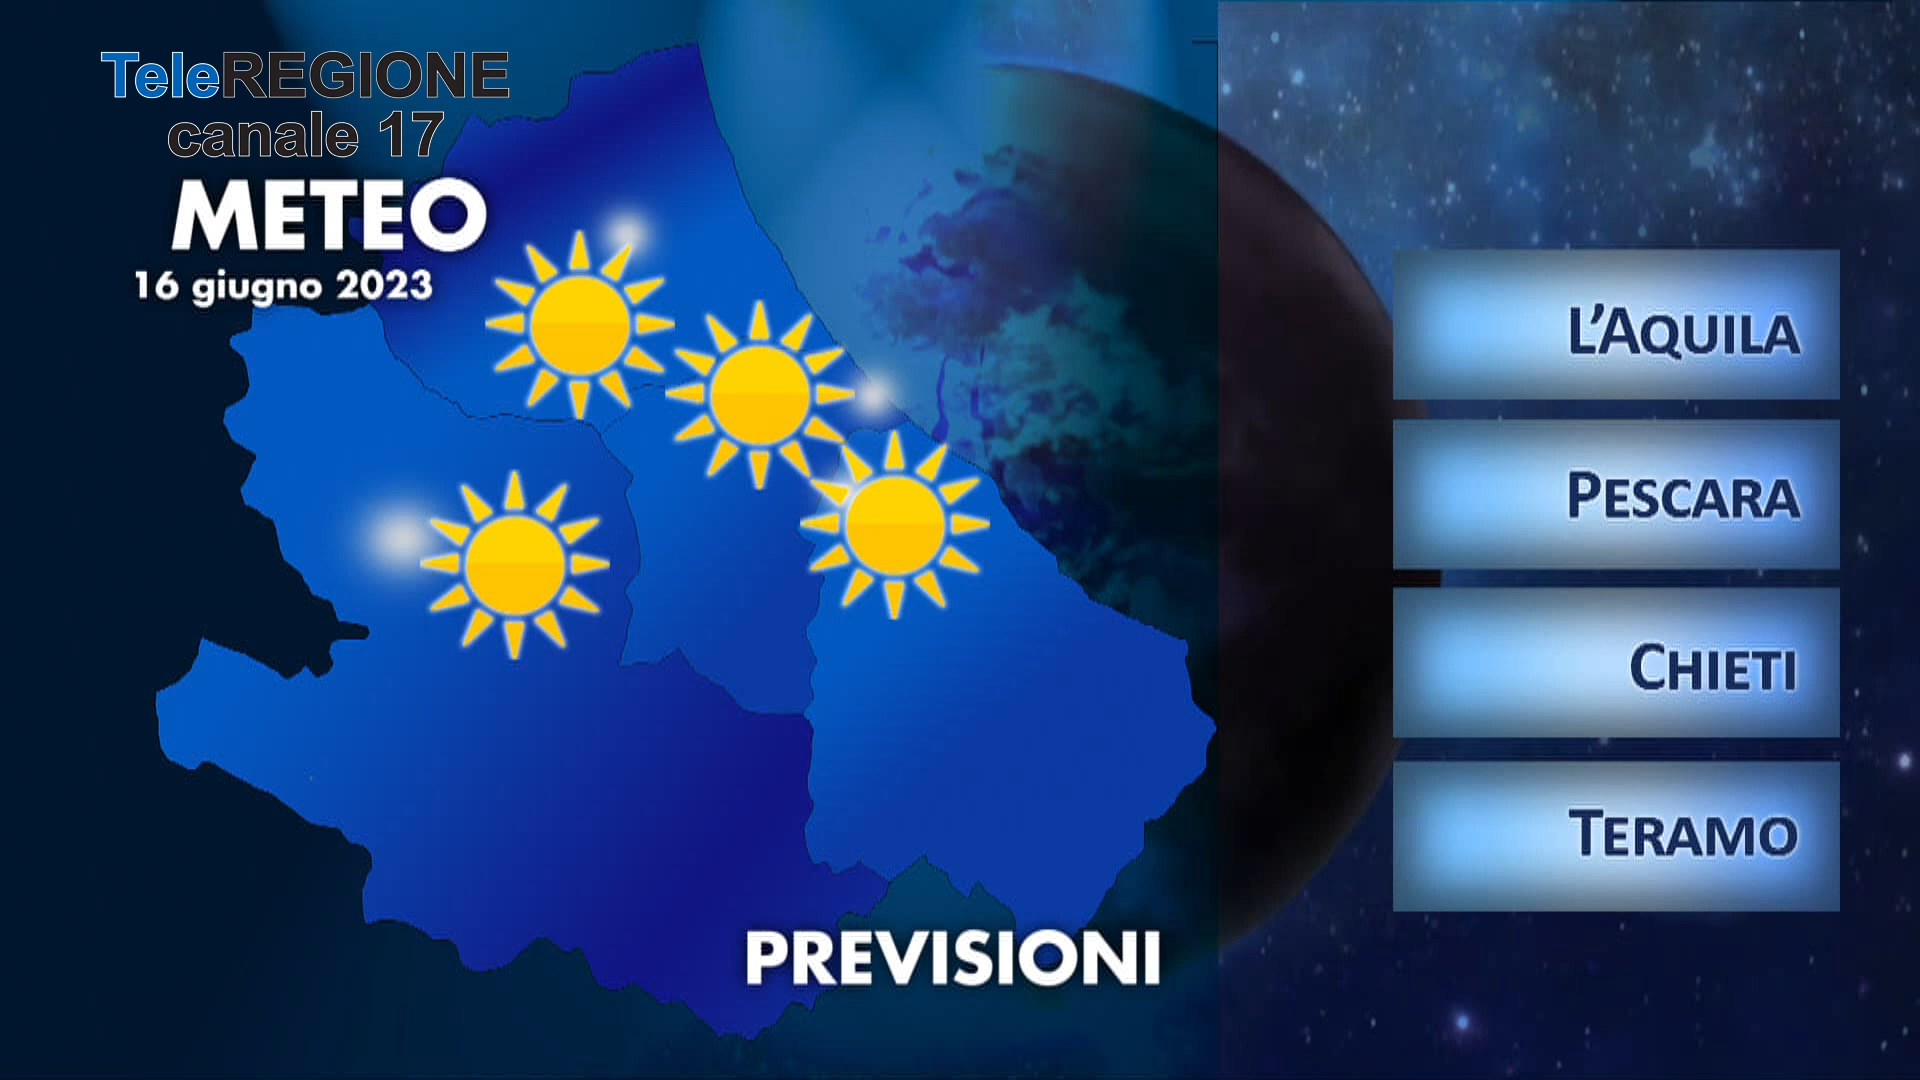 TeleREGIONE
canale 17
METEO
16 giugno 2023
L'AQUILA
PESCARA
CHIETI
TERAMO
PREVISIONI